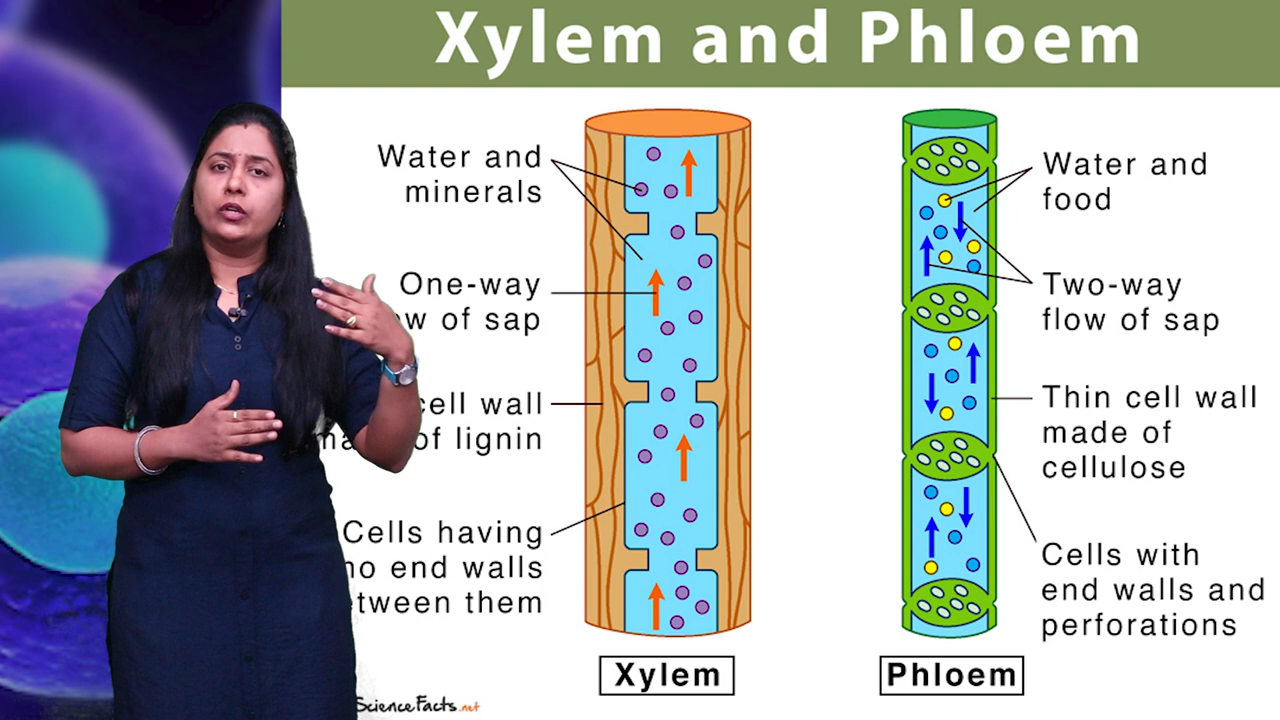 Xylem and Phloem
Water and
minerals
One-way
of sap
cell wall
of lignin
Cells having
no end walls
them
Xylem
Water and
food
Two-way
flow of sap
Thin cell wall
made of
cellulose
Cells with
end walls and
perforations
Phloem
ScienceFacts.net